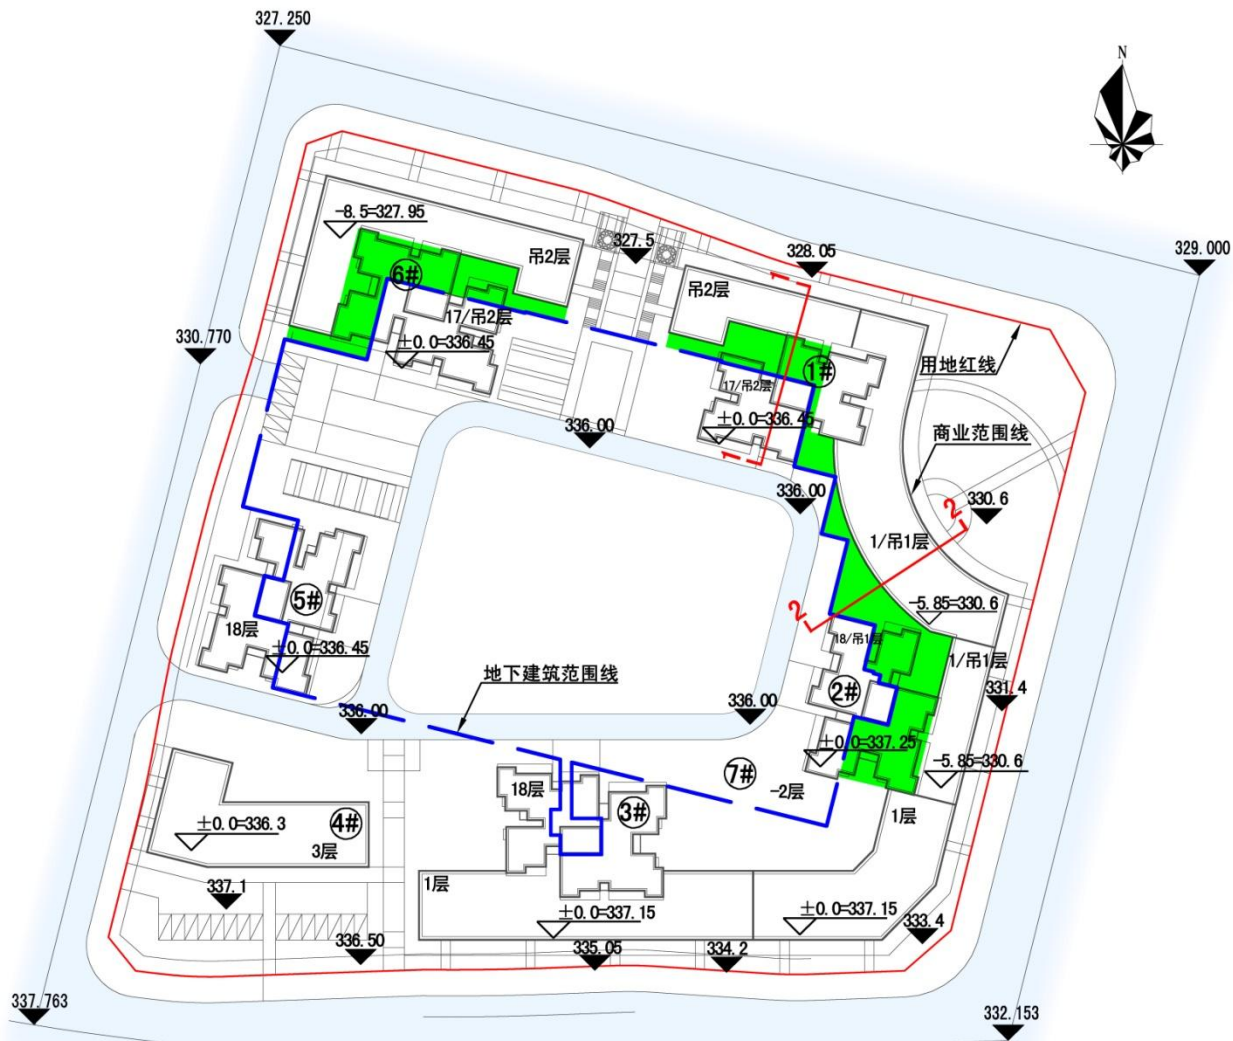 327.250
N
-8.5=327.95
吊2层
327.5
328.05
329.000
6#
吊2层
1
17/吊2层
330.770
±0.0=336.45
1#
用地红线
17/吊2层
336.00
±0.0=336.45
商业范围线
1
336.00
2
330.6
1/吊1层
5#
2
-5.85=330.6
18层
18/吊1层
±0.0=336.45
1/吊1层
地下建筑范围线
2#
331.4
336.00
336.00
±0.0=337.25
7#
-5.85=330.6
18层
-2层
3#
1层
4#
±0.0=336.3
3层
1层
337.1
±0.0=337.15
±0.0=337.15
336.50
335.05
334.2
333.4
337.763
332.153